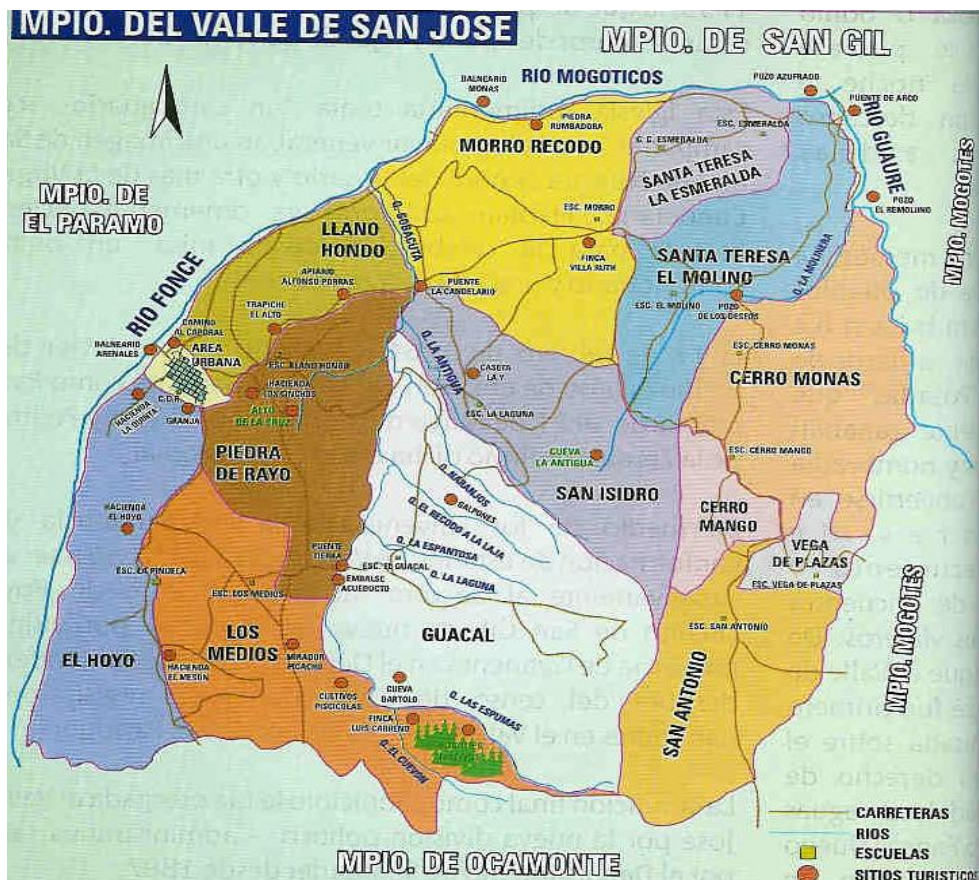 MPIO. DEL VALLE DE SAN JOSE
MPIO. DE SAN GIL
RIO MOGOTICOS
BALNEARIO
MONAS
POZO AZUFRADO
PUENTE DE ARCO
RIO GUAURE
PIEDRA
RUMBADORA
ESC. ESMERALDA
C. C. ESMERALDA
MORRO RECODO
SANTA TERESA
LA ESMERALDA
MPIO. MOGOTES
MPIO. DE
EL PARAMO
Q. GOBACUTA
ESC. MORRO
POZO
EL REMOLINO
LLANO
HONDO
FINCA
VILLA RUTH
SANTA TERESA
EL MOLINO
Q. LA MOLINERA
RIO FONCE
APIARIO
ALFONSO PORRAS
PUENTE
LA CANDELARIO
TRAPICHE
EL ALTO
ESC. EL MOLINO
POZO
DE LOS DESEOS
CAMINO
AL CAPORAL
BALNEARIO
ARENALES
AREA
URBANA
Q. LA ANTIGUA
ESC. CERRO MONAS
ESC. LLANO HONDO
HACIENDA
LOS CINCHOS
CASETA
LA Y.
CERRO MONAS
HACIENDA
LA QUINTA
C.D.R.
GRANJA
ALTO
DE LA CRUZ
ESC. LA LAGUNA
PIEDRA
DE RAYO
CUEVA
LA ANTIGUA
ESC. CERRO MANGO
Q. NARANJOS
GALPONES
SAN ISIDRO
CERRO
MANGO
HACIENDA
EL HOYO
Q. EL RECODO A LA LAJA
Q. LA ESPANTOSA
PUENTE
TIERRA
ESC. EL GUACAL
VEGA
DE PLAZAS
ESC. LA PINUELA
EMBALSE
ACUEDUCTO
Q. LA LAGUNA
ESC. VEGA DE PLAZAS
ESC. LOS MEDIOS
ESC. SAN ANTONIO
MPIO. MOGOTES
EL HOYO
LOS
MEDIOS
GUACAL
HACIENDA
EL MESON
MIRADOR
PICACHO
SAN ANTONIO
CULTIVOS
PISCICOLAS
CUEVA
BARTOLO
Q. LAS ESPUMAS
FINCA
LUIS CARREÑO
Q. EL CUEVON
MPIO. DE OCAMONTE
CARRETERAS
RIOS
ESCUELAS
SITIOS TURISTICOS